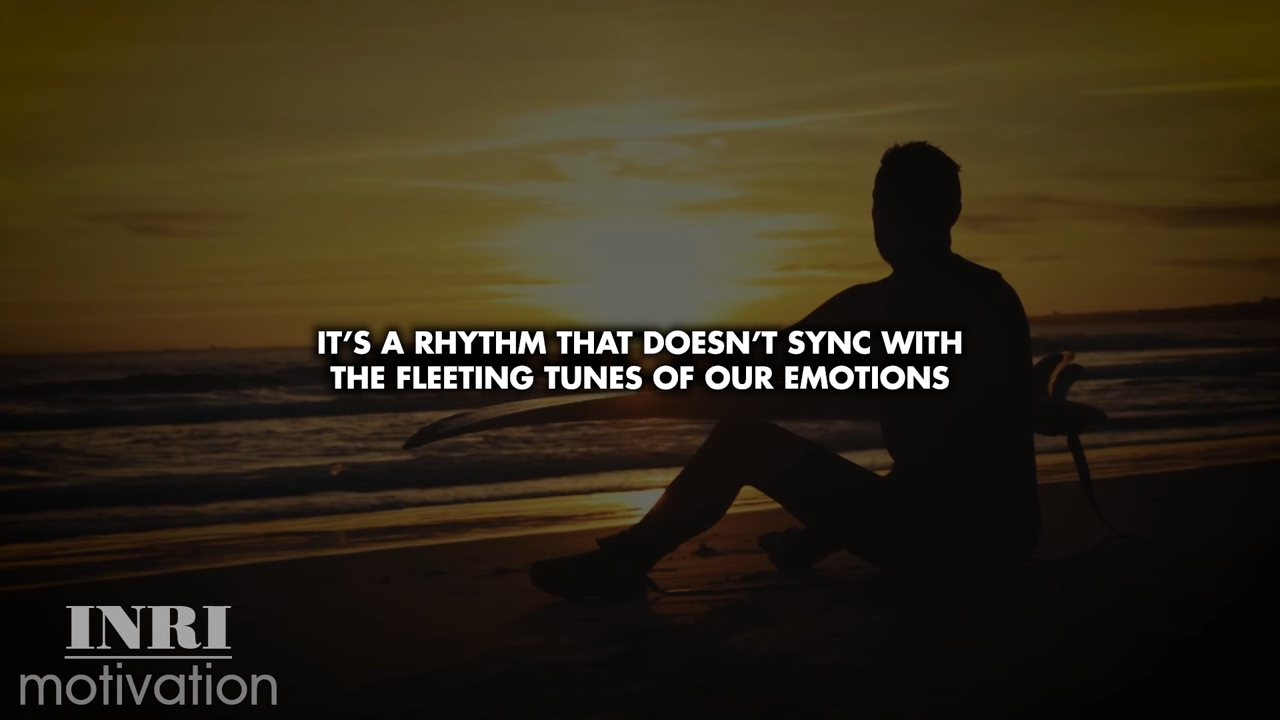 IT'S A RHYTHM THAT DOESN'T SYNC WITH
THE FLEETING TUNES OF OUR EMOTIONS
INRI
motivation